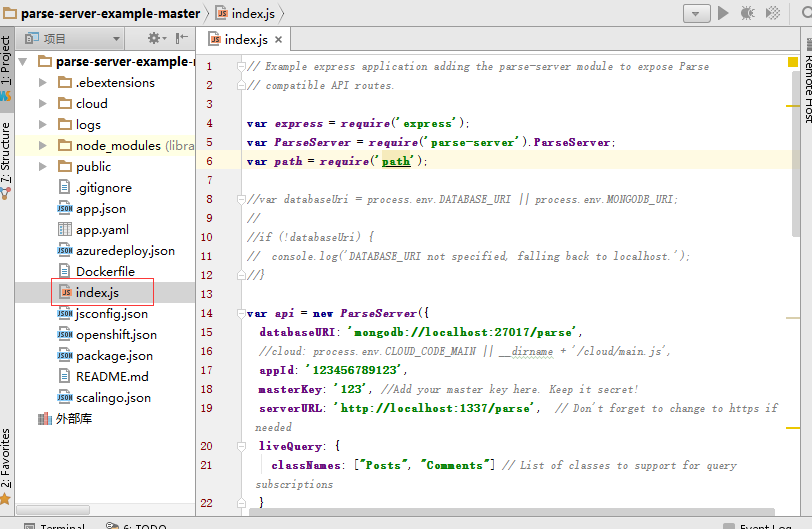 parse-server-example-master
index.js
1: Project
7: Structure
2: Favorites
项目
parse-server-example-r
.ebextensions
cloud
logs
node_modules (libra
public
.gitignore
app.json
app.yaml
azuredeploy.json
Dockerfile
index.js
jsconfig.json
openshift.json
package.json
README.md
scalingo.json
外部库
index.js
1 // Example express application adding the parse-server module to expose Parse
2 // compatible API routes.
3
4 var express = require('express');
5 var ParseServer = require('parse-server').ParseServer;
6 var path = require('path');
7
8 //var databaseUri = process.env.DATABASE_URI || process.env.MONGODB_URI;
9 //
10 //if (!databaseUri) {
11 //  console.log('DATABASE_URI not specified, falling back to localhost.');
12 //}
13
14 var api = new ParseServer({
15 databaseURI: 'mongodb://localhost:27017/parse',
16 //cloud: process.env.CLOUD_CODE_MAIN || __dirname + '/cloud/main.js',
17 appId: '123456789123',
18 masterKey: '123', //Add your master key here. Keep it secret!
19 serverURL: 'http://localhost:1337/parse',  // Don't forget to change to https if
needed
20 liveQuery: {
21 classNames: ["Posts", "Comments"] // List of classes to support for query
subscriptions
22 }
Remote Host
Terminal
6: TODO
Event Log